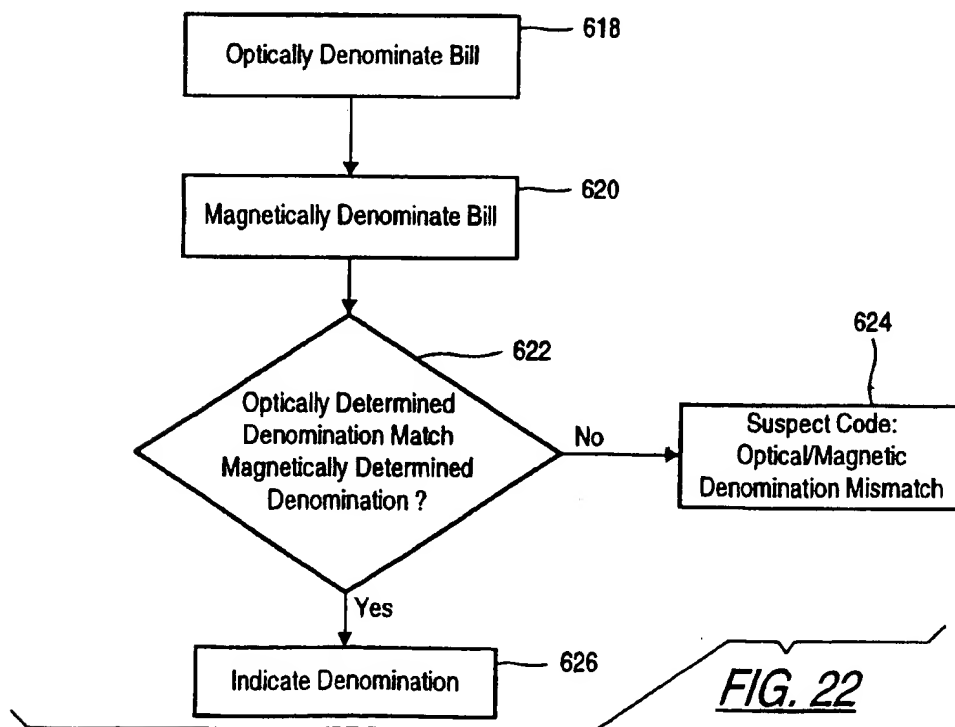 618
Optically Denominate Bill
620
Magnetically Denominate Bill
622
Optically Determined
Denomination Match
Magnetically Determined
Denomination ?
No
624
Suspect Code:
Optical/Magnetic
Denomination Mismatch
Yes
626
Indicate Denomination
FIG. 22